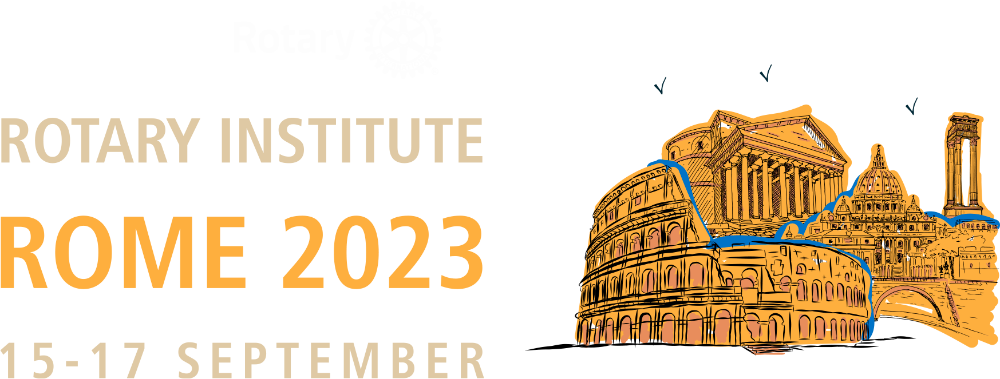 Rotary
ROTARY INSTITUTE
ROME 2023
15-17 SEPTEMBER